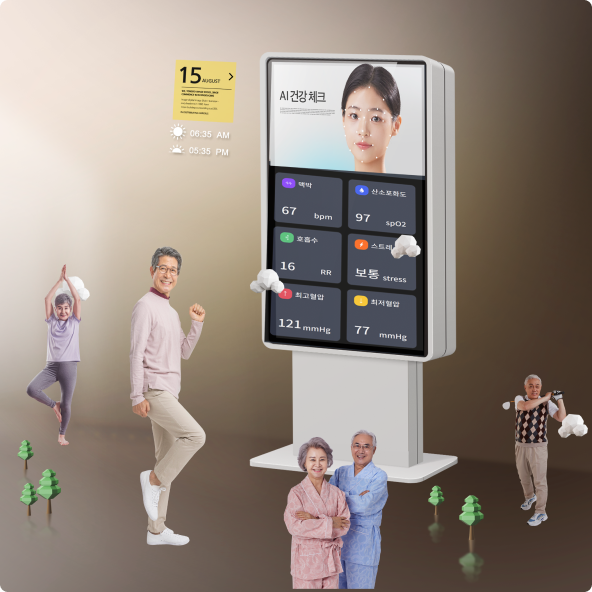 15 AUGUST
06:35 AM
05:35 PM
AI 건강 체크
맥박
67 bpm
산소포화도
97 spO2
호흡수
16 RR
스트레
보통 stress
최고혈압
121 mmHg
최저혈압
77 mmHg